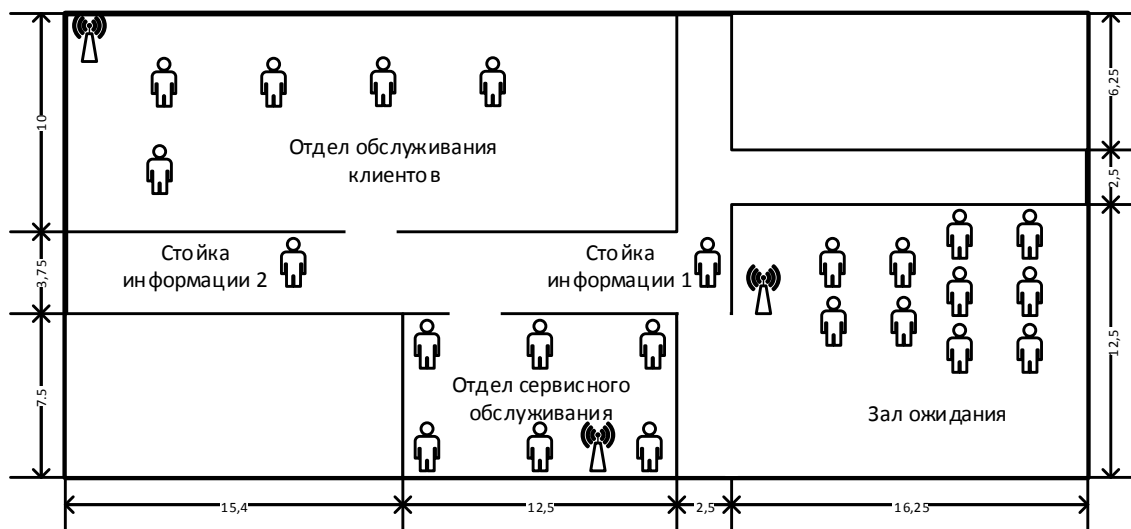 10
3,75
7.5
Отдел обслуживания
клиентов
Стойка
информации 2
Стойка
информации 1
Отдел сервисного
обслуживания
Зал ожидания
6,25
2,5
12,5
15,4
12,5
2,5
16,25